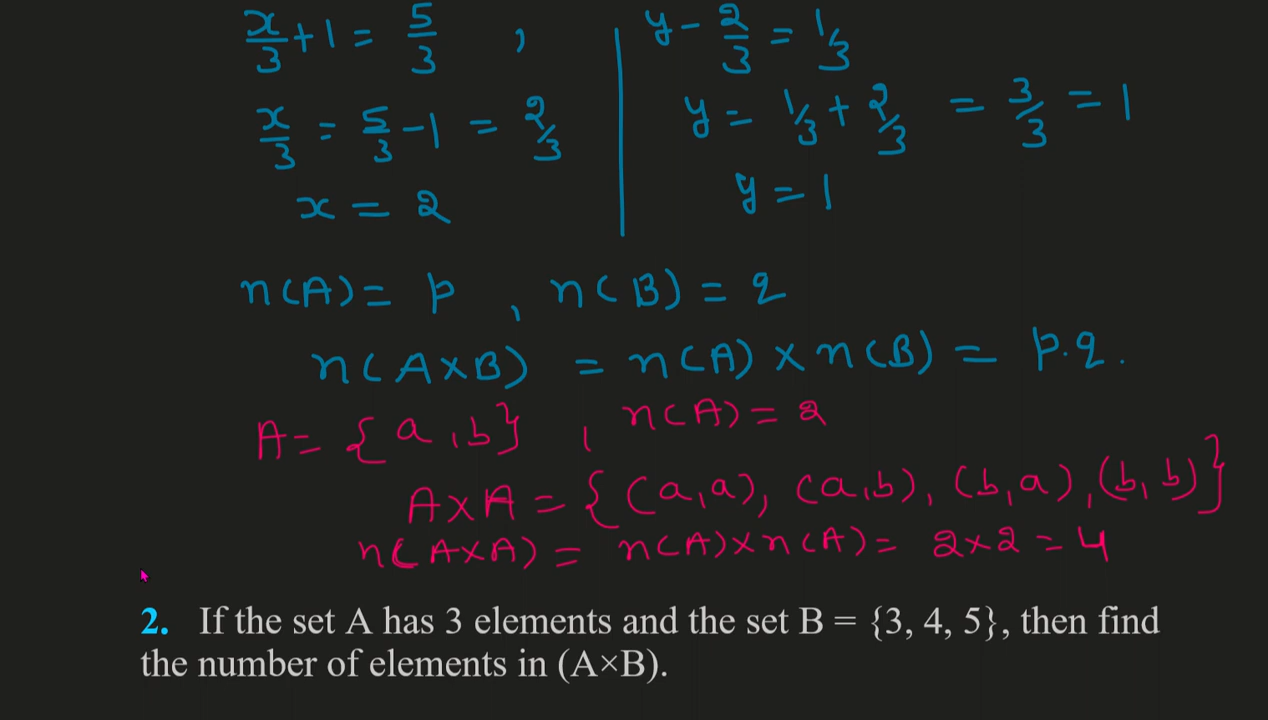 x/3 + 1 = 5/3 , | y - 2/3 = 1/3
x/3 = 5/3 - 1 = 2/3 | y = 1/3 + 2/3 = 3/3 = 1
x = 2 | y = 1
n(A) = p , n(B) = q
n(A×B) = n(A) × n(B) = p.q.
A = {a,b} , n(A) = 2
A×A = {(a,a), (a,b), (b,a), (b,b)}
n(A×A) = n(A)×n(A) = 2×2 = 4
2. If the set A has 3 elements and the set B = {3, 4, 5}, then find
the number of elements in (A×B).